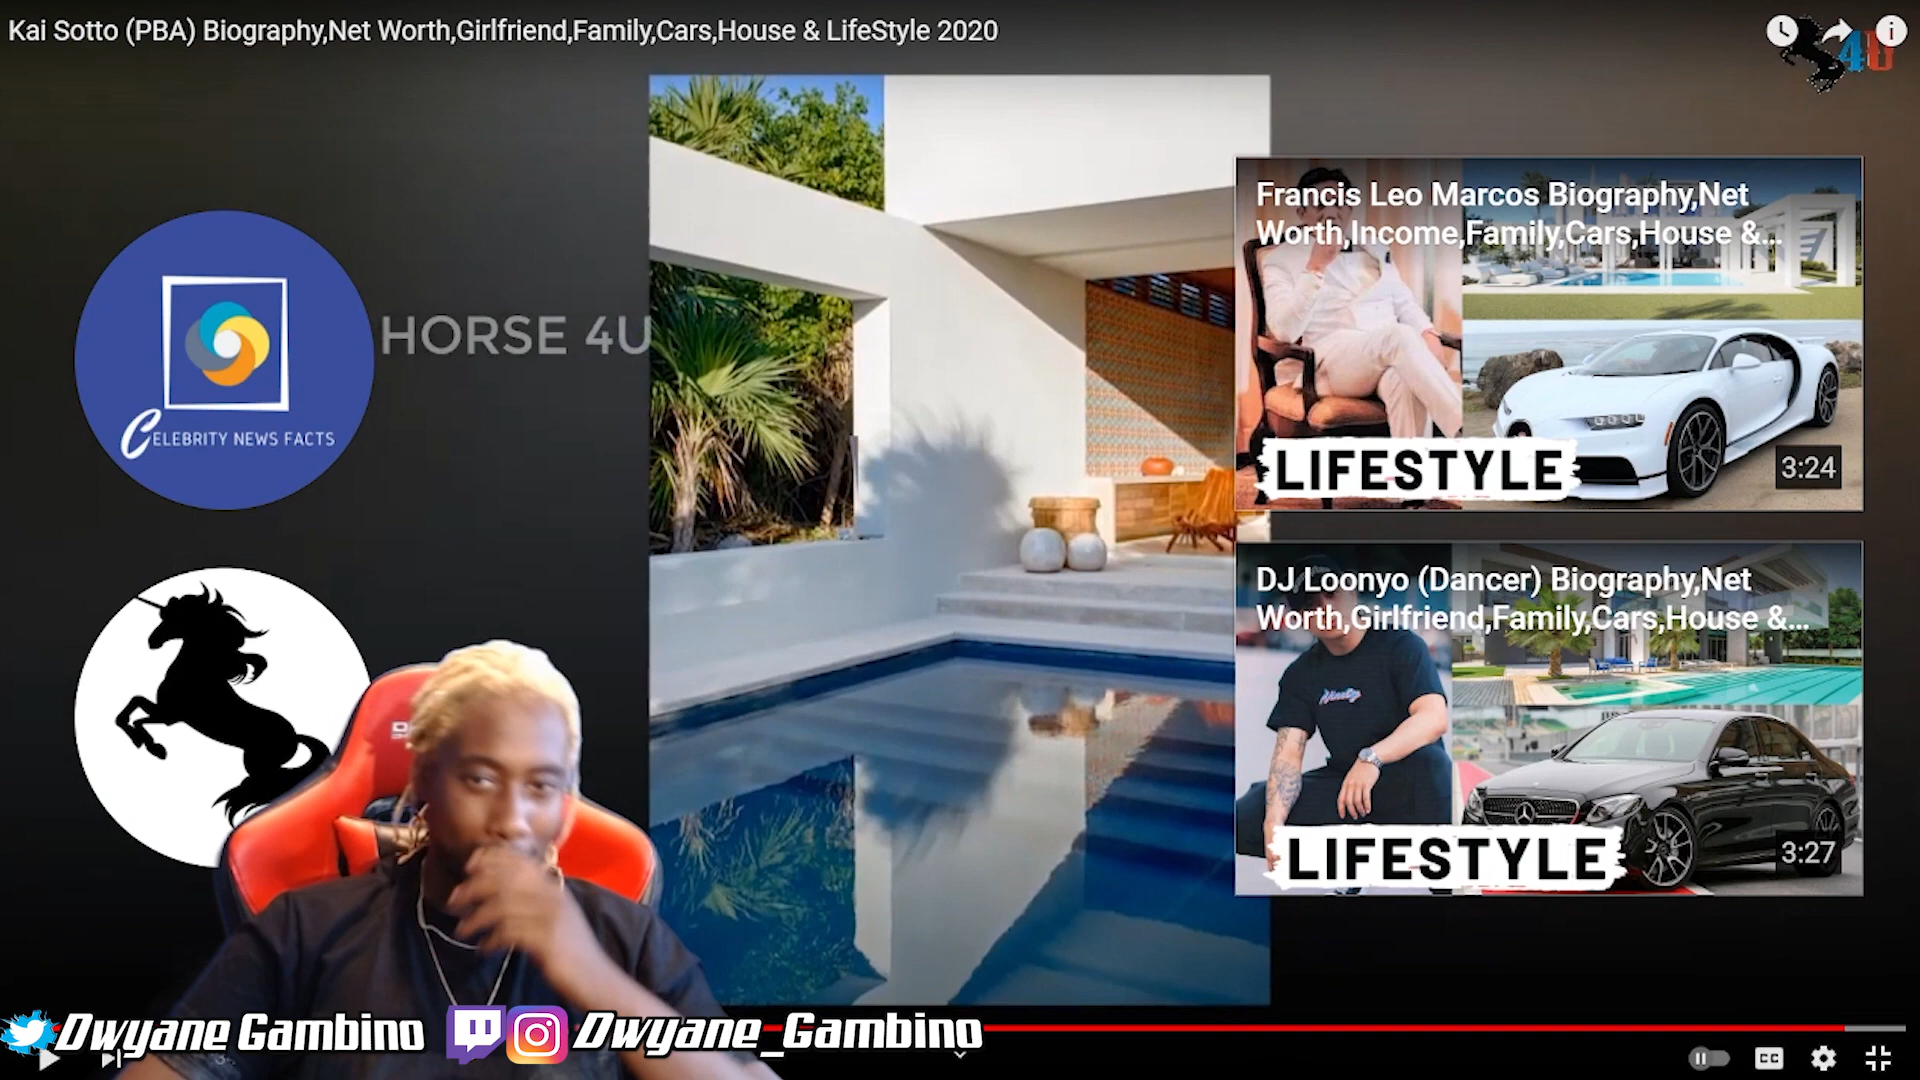 Kai Sotto (PBA) Biography,Net Worth,Girlfriend,Family,Cars,House & LifeStyle 2020
4U
HORSE 4U
CELEBRITY NEWS FACTS
Francis Leo Marcos Biography,Net
Worth,Income,Family,Cars,House &...
LIFESTYLE
3:24
DJ Loonyo (Dancer) Biography,Net
Worth,Girlfriend,Family,Cars,House &...
LIFESTYLE
3:27
Dwyane Gambino
Dwyane_Gambino
CC